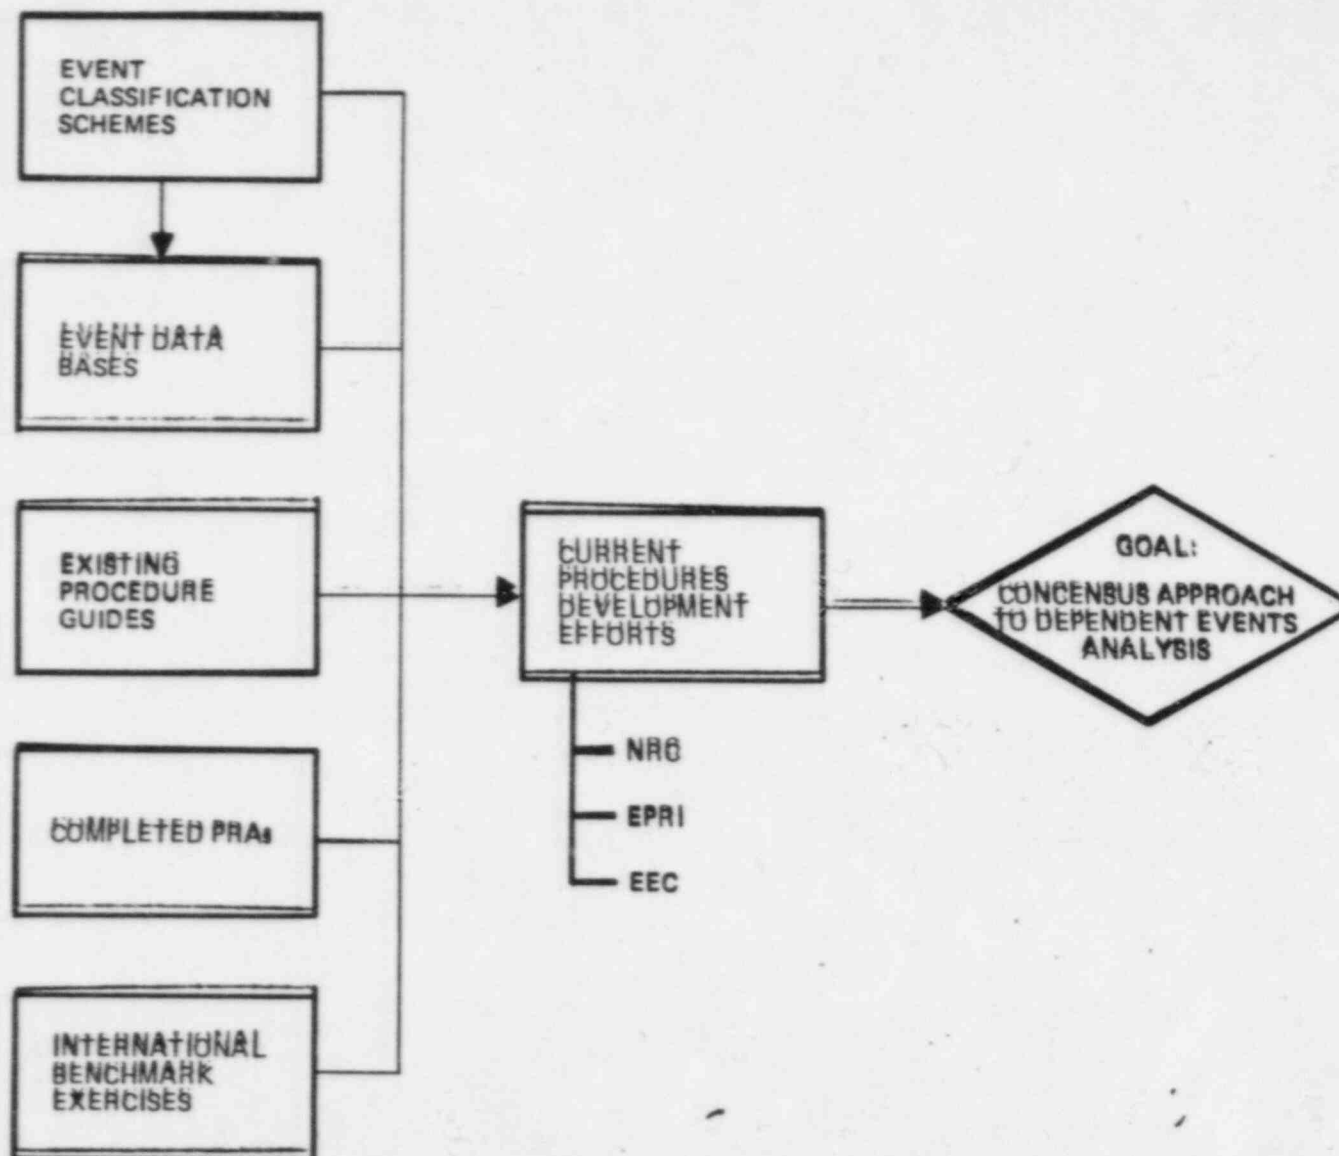 EVENT
CLASSIFICATION
SCHEMES
EVENT DATA
BASES
EXISTING
PROCEDURE
GUIDES
COMPLETED PRAs
INTERNATIONAL
BENCHMARK
EXERCISES
CURRENT
PROCEDURES
DEVELOPMENT
EFFORTS
NRC
EPRI
EEC
GOAL:
CONCENSUS APPROACH
TO DEPENDENT EVENTS
ANALYSIS